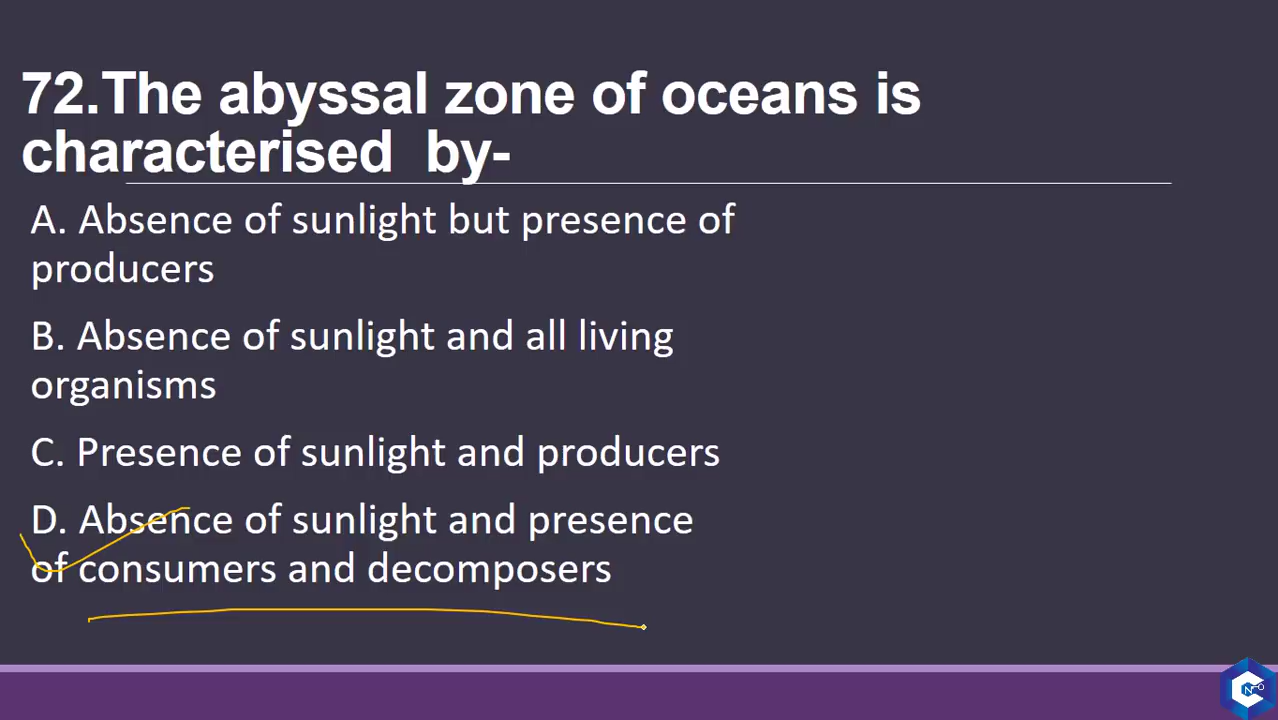 72.The abyssal zone of oceans is
characterised by-
A. Absence of sunlight but presence of
producers
B. Absence of sunlight and all living
organisms
C. Presence of sunlight and producers
D. Absence of sunlight and presence
of consumers and decomposers